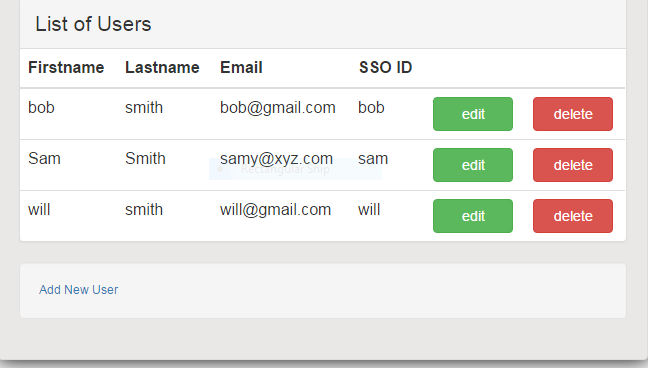 List of Users
Firstname Lastname Email SSO ID
bob smith bob@gmail.com bob edit delete
Sam Smith samy@xyz.com sam edit delete
Rectangular Snip
will smith will@gmail.com will edit delete
Add New User